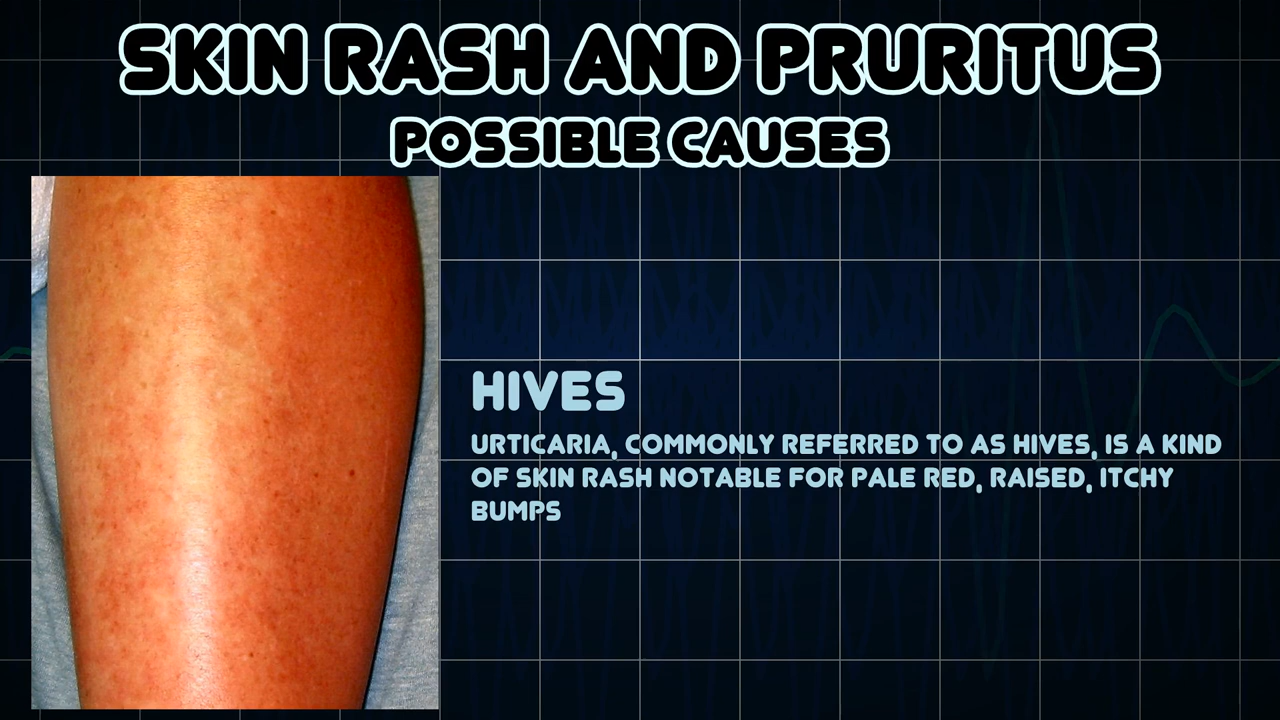 SKIN RASH AND PRURITUS
POSSIBLE CAUSES
HIVES
URTICARIA, COMMONLY REFERRED TO AS HIVES, IS A KIND
OF SKIN RASH NOTABLE FOR PALE RED, RAISED, ITCHY
BUMPS